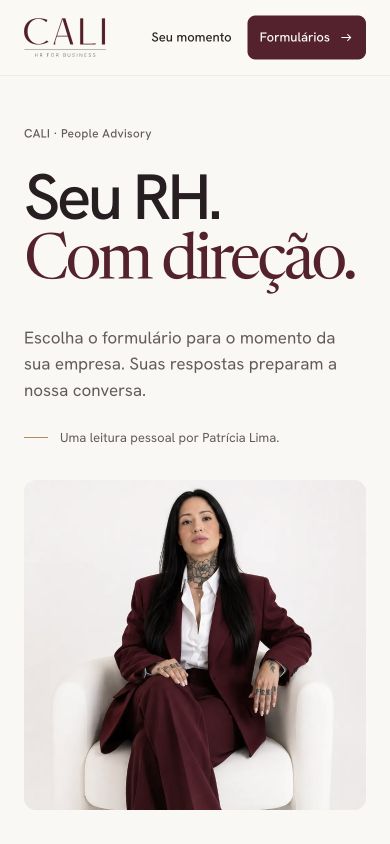 CALI
HR FOR BUSINESS
Seu momento
Formulários →
CALI · People Advisory
Seu RH.
Com direção.
Escolha o formulário para o momento da
sua empresa. Suas respostas preparam a
nossa conversa.
Uma leitura pessoal por Patrícia Lima.